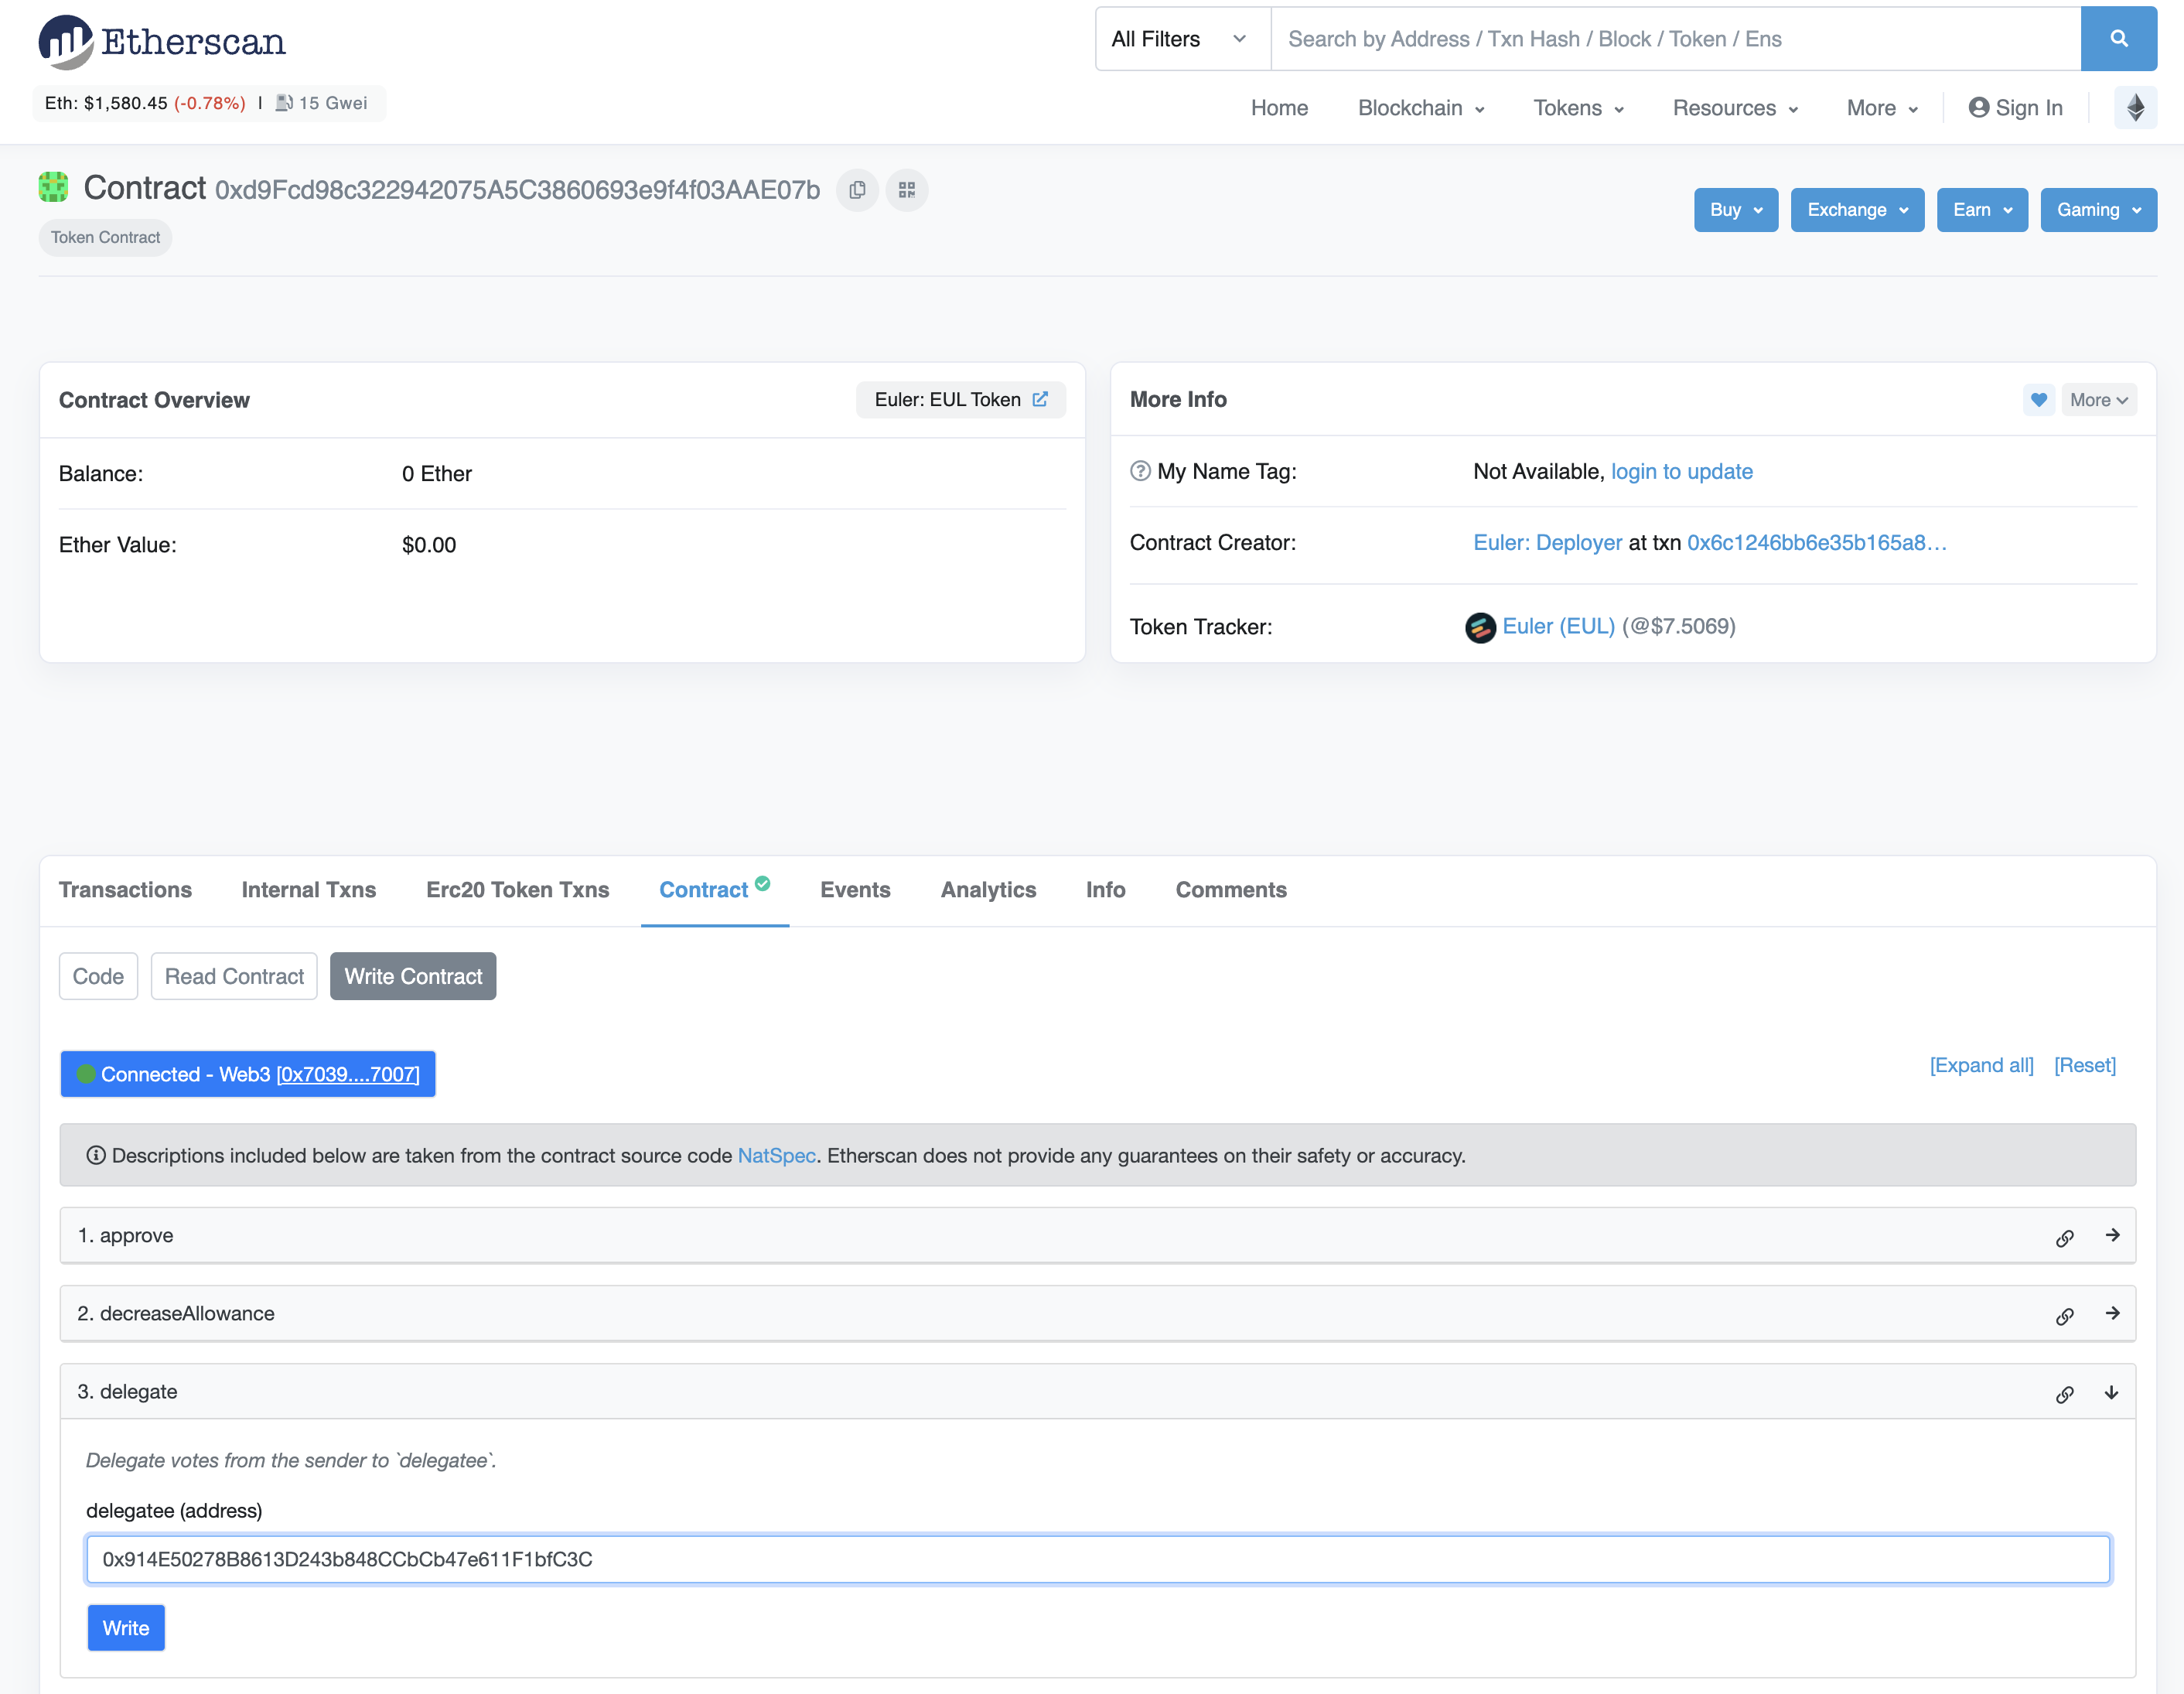 Etherscan
All Filters
Search by Address / Txn Hash / Block / Token / Ens
Eth: $1,580.45 (-0.78%) | 15 Gwei
Home Blockchain Tokens Resources More Sign In
Contract 0xd9Fcd98c322942075A5C3860693e9f4f03AAE07b
Token Contract
Buy Exchange Earn Gaming
Contract Overview
Euler: EUL Token
Balance: 0 Ether
Ether Value: $0.00
More Info
More
My Name Tag: Not Available, login to update
Contract Creator: Euler: Deployer at txn 0x6c1246bb6e35b165a8...
Token Tracker: Euler (EUL) (@$7.5069)
Transactions Internal Txns Erc20 Token Txns Contract Events Analytics Info Comments
Code Read Contract Write Contract
Connected - Web3 [0x7039....7007]
[Expand all] [Reset]
Descriptions included below are taken from the contract source code NatSpec. Etherscan does not provide any guarantees on their safety or accuracy.
1. approve
2. decreaseAllowance
3. delegate
Delegate votes from the sender to `delegatee`.
delegatee (address)
0x914E50278B8613D243b848CCbCb47e611F1bfC3C
Write